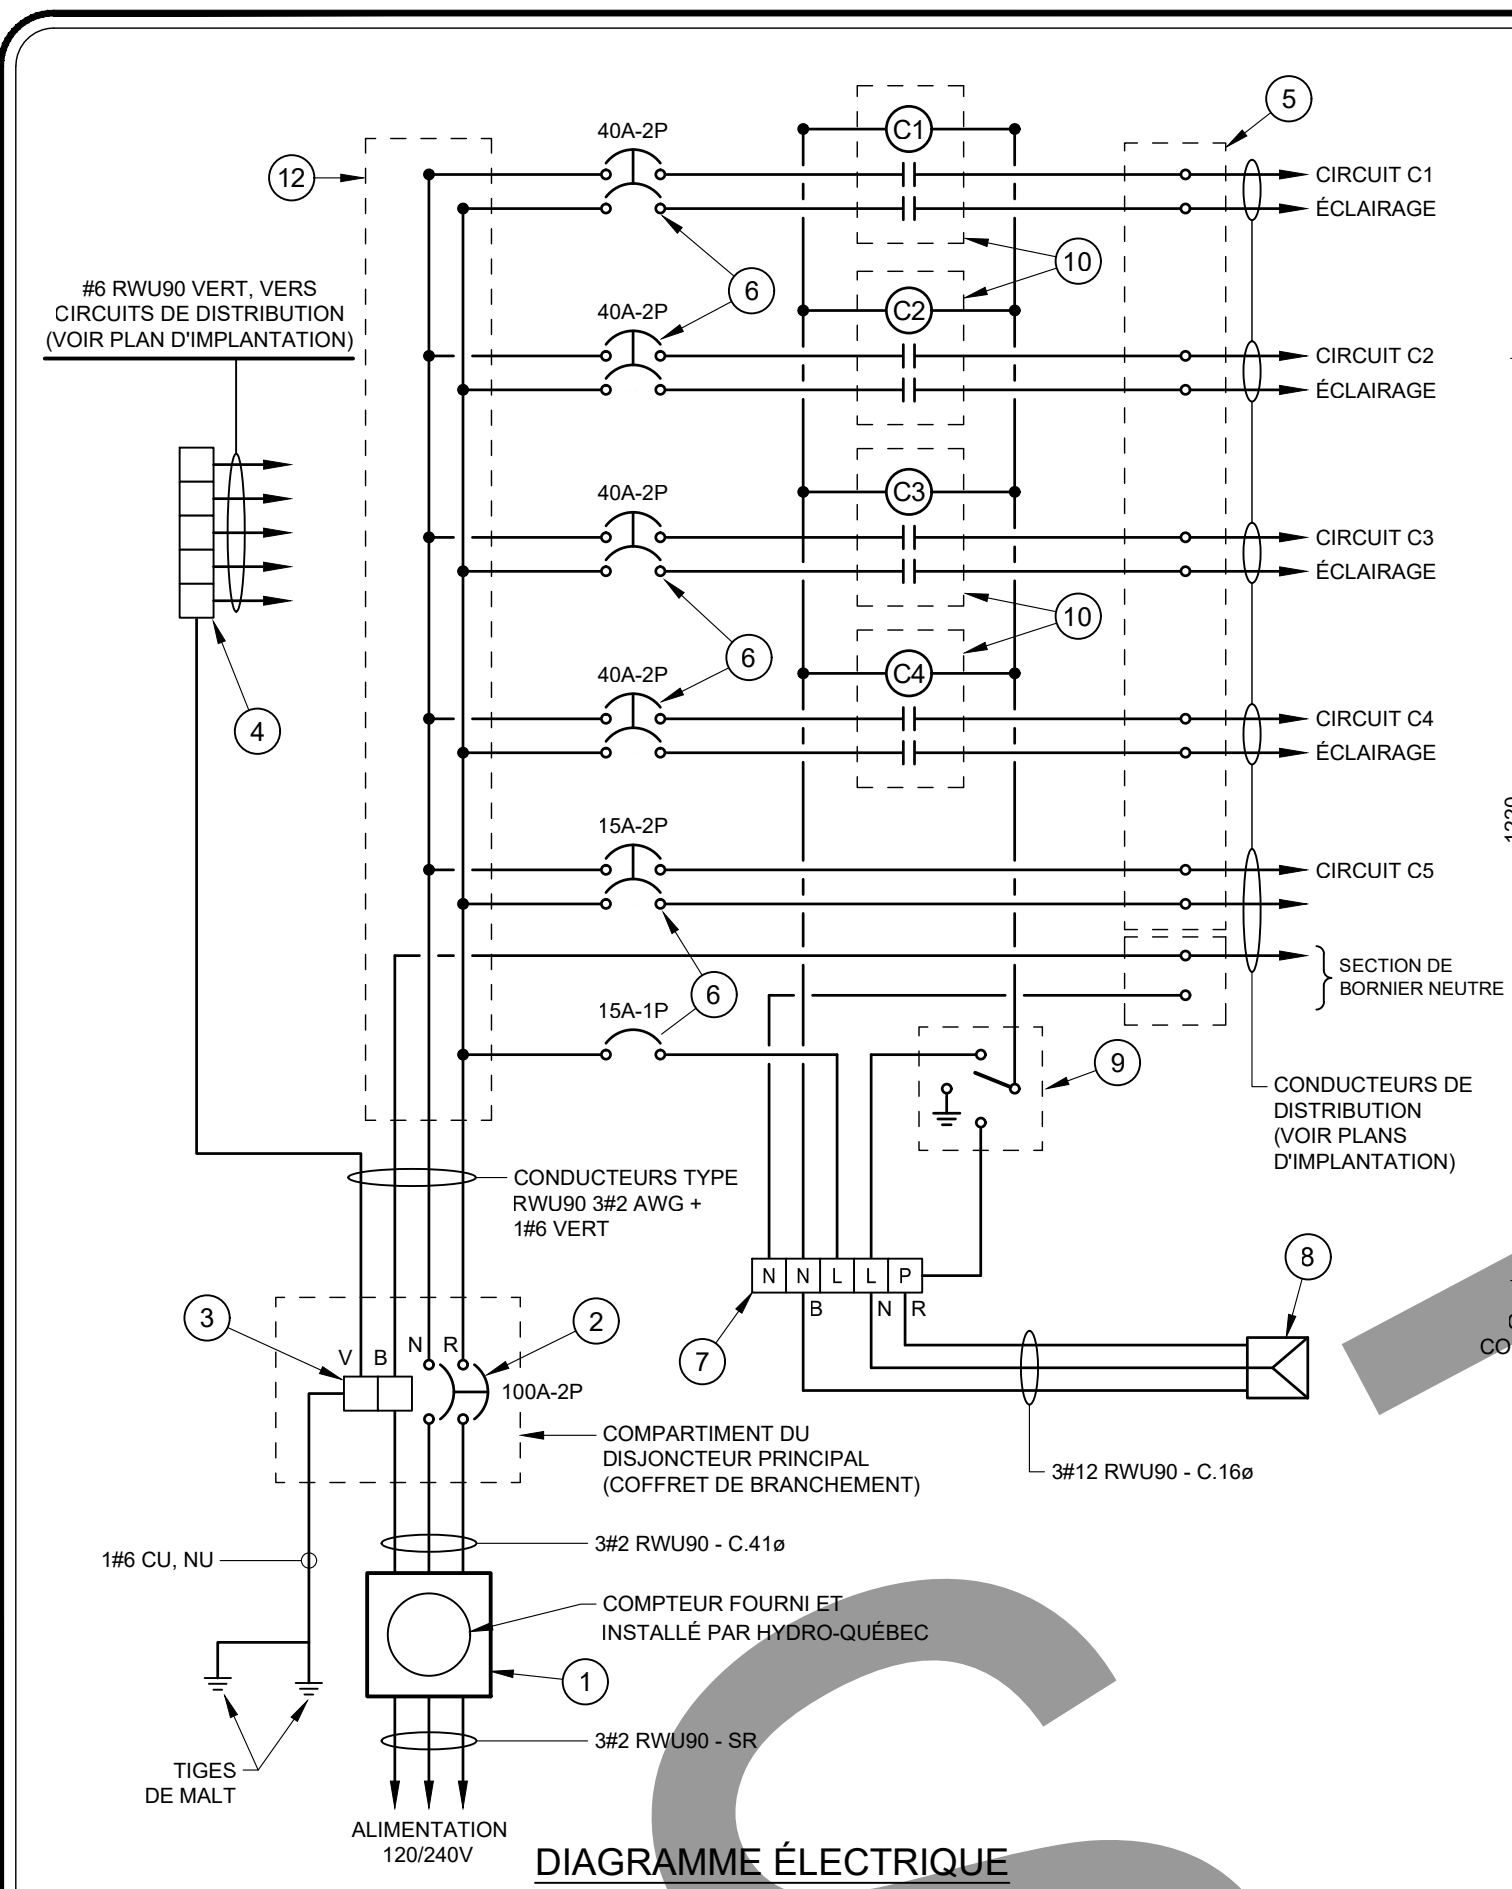 5
40A-2P
C1
12
CIRCUIT C1
ÉCLAIRAGE
10
6
#6 RWU90 VERT, VERS
CIRCUITS DE DISTRIBUTION
(VOIR PLAN D'IMPLANTATION)
40A-2P
C2
CIRCUIT C2
ÉCLAIRAGE
40A-2P
C3
CIRCUIT C3
ÉCLAIRAGE
10
6
40A-2P
C4
4
CIRCUIT C4
ÉCLAIRAGE
15A-2P
1220
CIRCUIT C5
SECTION DE
BORNIER NEUTRE
6
15A-1P
9
CONDUCTEURS DE
DISTRIBUTION
(VOIR PLANS
D'IMPLANTATION)
CONDUCTEURS TYPE
RWU90 3#2 AWG +
1#6 VERT
N N L L P
B N R
8
3
2
7
V B N R
100A-2P
COMPARTIMENT DU
DISJONCTEUR PRINCIPAL
(COFFRET DE BRANCHEMENT)
3#12 RWU90 - C.16ø
3#2 RWU90 - C.41ø
1#6 CU, NU
COMPTEUR FOURNI ET
INSTALLÉ PAR HYDRO-QUÉBEC
1
3#2 RWU90 - SR
TIGES
DE MALT
ALIMENTATION
120/240V
DIAGRAMME ÉLECTRIQUE